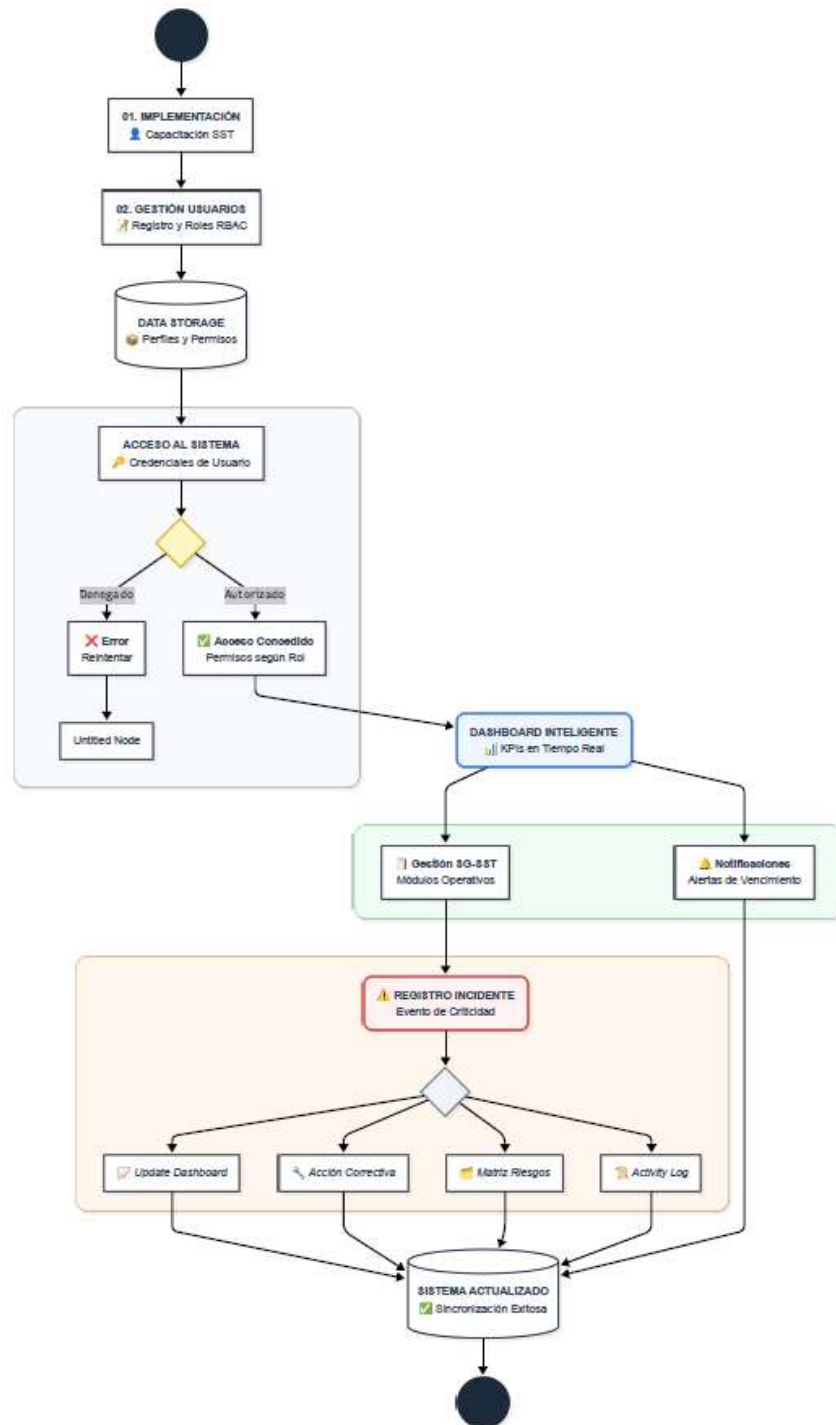 01. IMPLEMENTACIÓN
👤 Capacitación SST
02. GESTIÓN USUARIOS
📝 Registro y Roles RBAC
DATA STORAGE
📦 Perfiles y Permisos
ACCESO AL SISTEMA
🔑 Credenciales de Usuario
Denegado
Autorizado
❌ Error
Reintentar
✅ Acceso Concedido
Permisos según Rol
Untitled Node
DASHBOARD INTELIGENTE
📊 KPIs en Tiempo Real
📋 Gestión SG-SST
Módulos Operativos
🔔 Notificaciones
Alertas de Vencimiento
⚠️ REGISTRO INCIDENTE
Evento de Criticidad
📈 Update Dashboard
🔧 Acción Correctiva
🗂️ Matriz Riesgos
📜 Activity Log
SISTEMA ACTUALIZADO
✅ Sincronización Exitosa